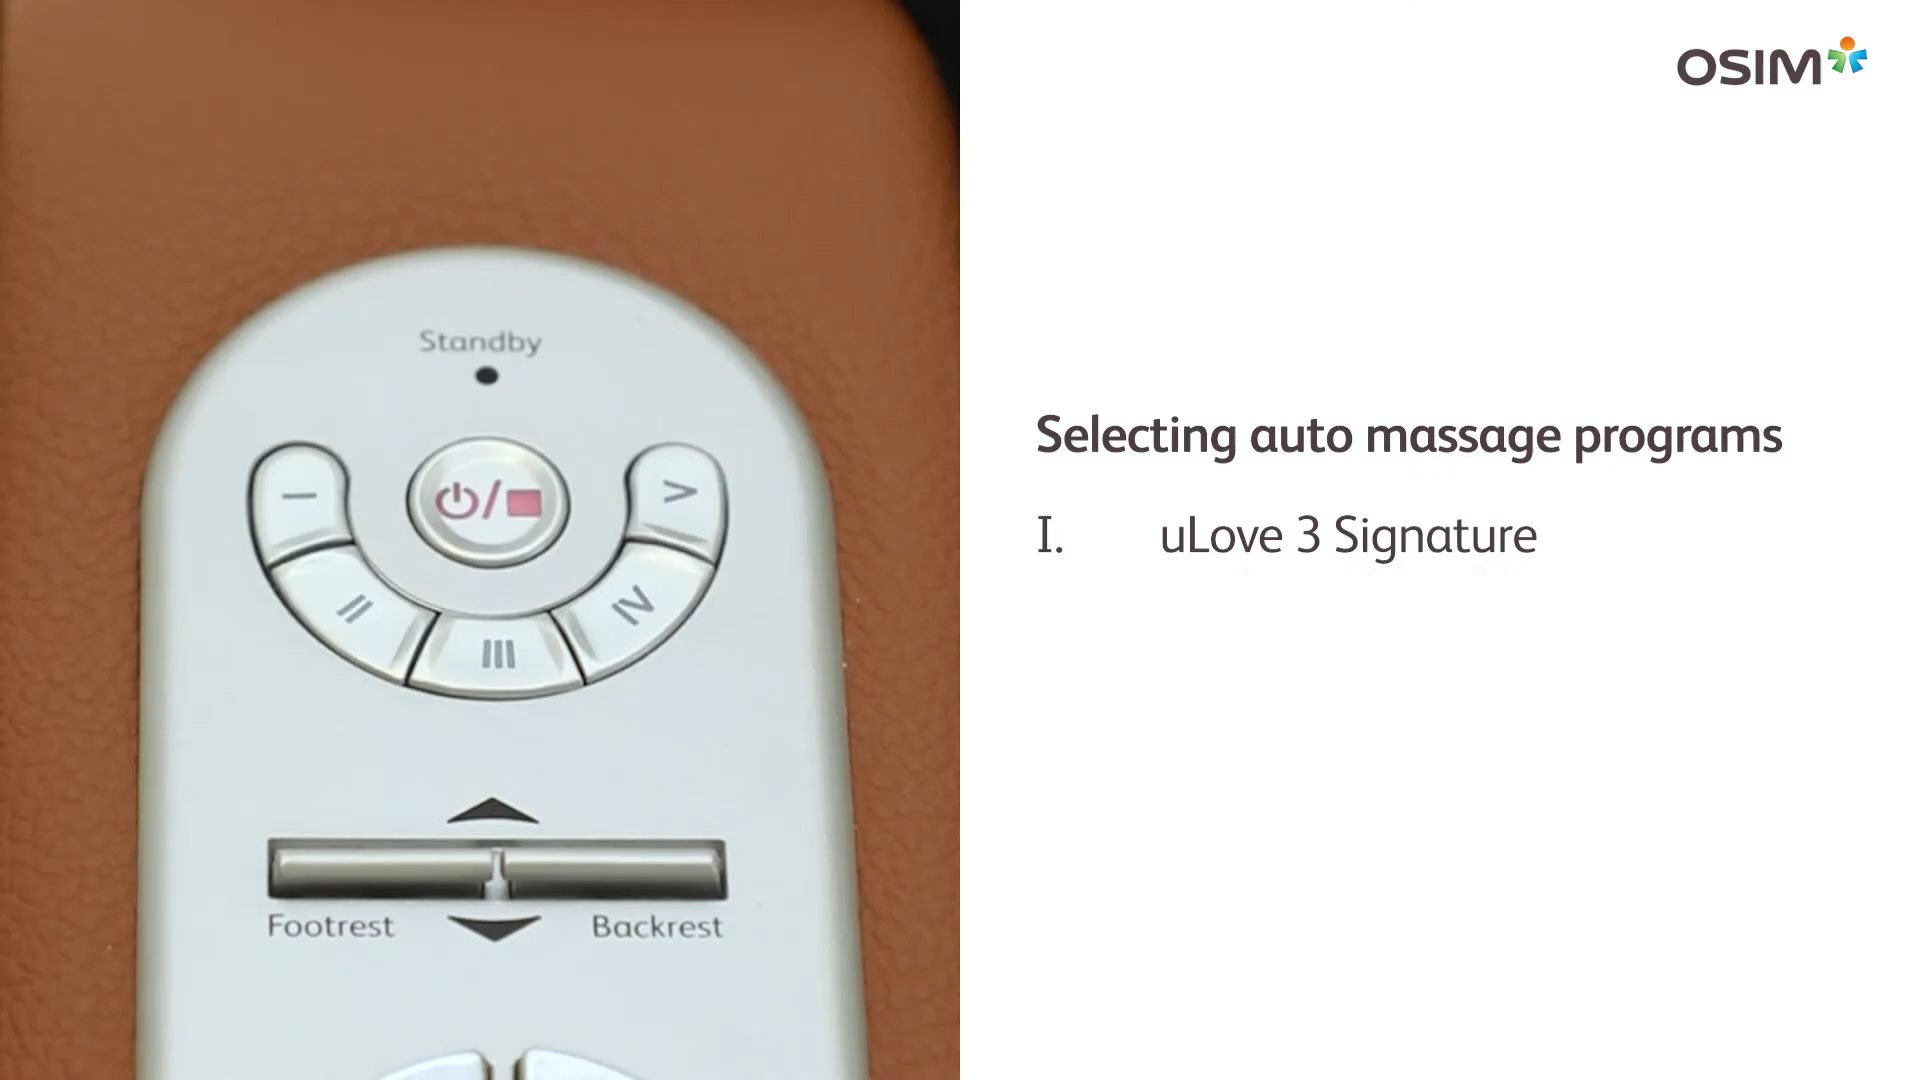 OSIM
Standby
I
V
II
IV
III
Footrest
Backrest
Selecting auto massage programs
I. uLove 3 Signature